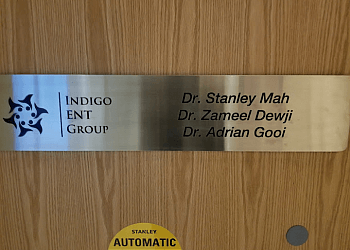 INDIGO
ENT
GROUP
Dr. Stanley Mah
Dr. Zameel Dewji
Dr. Adrian Gooi
STANLEY
AUTOMATIC